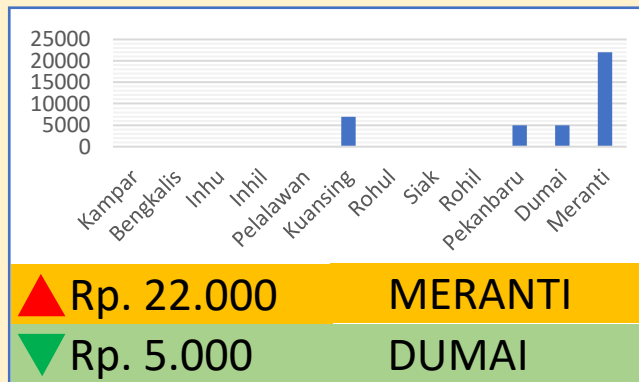 25000
20000
15000
10000
5000
0
Kampar
Bengkalis
Inhu
Inhil
Pelalawan
Kuansing
Rohul
Siak
Rohil
Pekanbaru
Dumai
Meranti
Rp. 22.000 MERANTI
Rp. 5.000 DUMAI